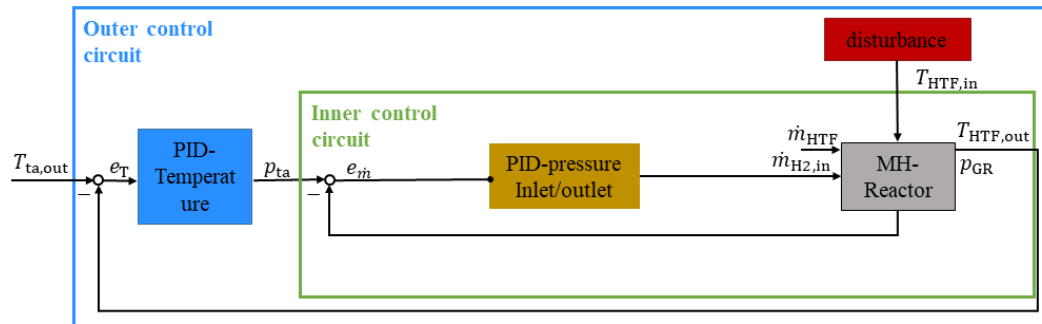 Outer control
circuit
disturbance
T_HTF,in
Inner control
circuit
T_ta,out
e_T
PID-
Temperat
ure
p_ta
e_ṁ
−
−
PID-pressure
Inlet/outlet
ṁ_HTF
ṁ_H2,in
MH-
Reactor
T_HTF,out
p_GR